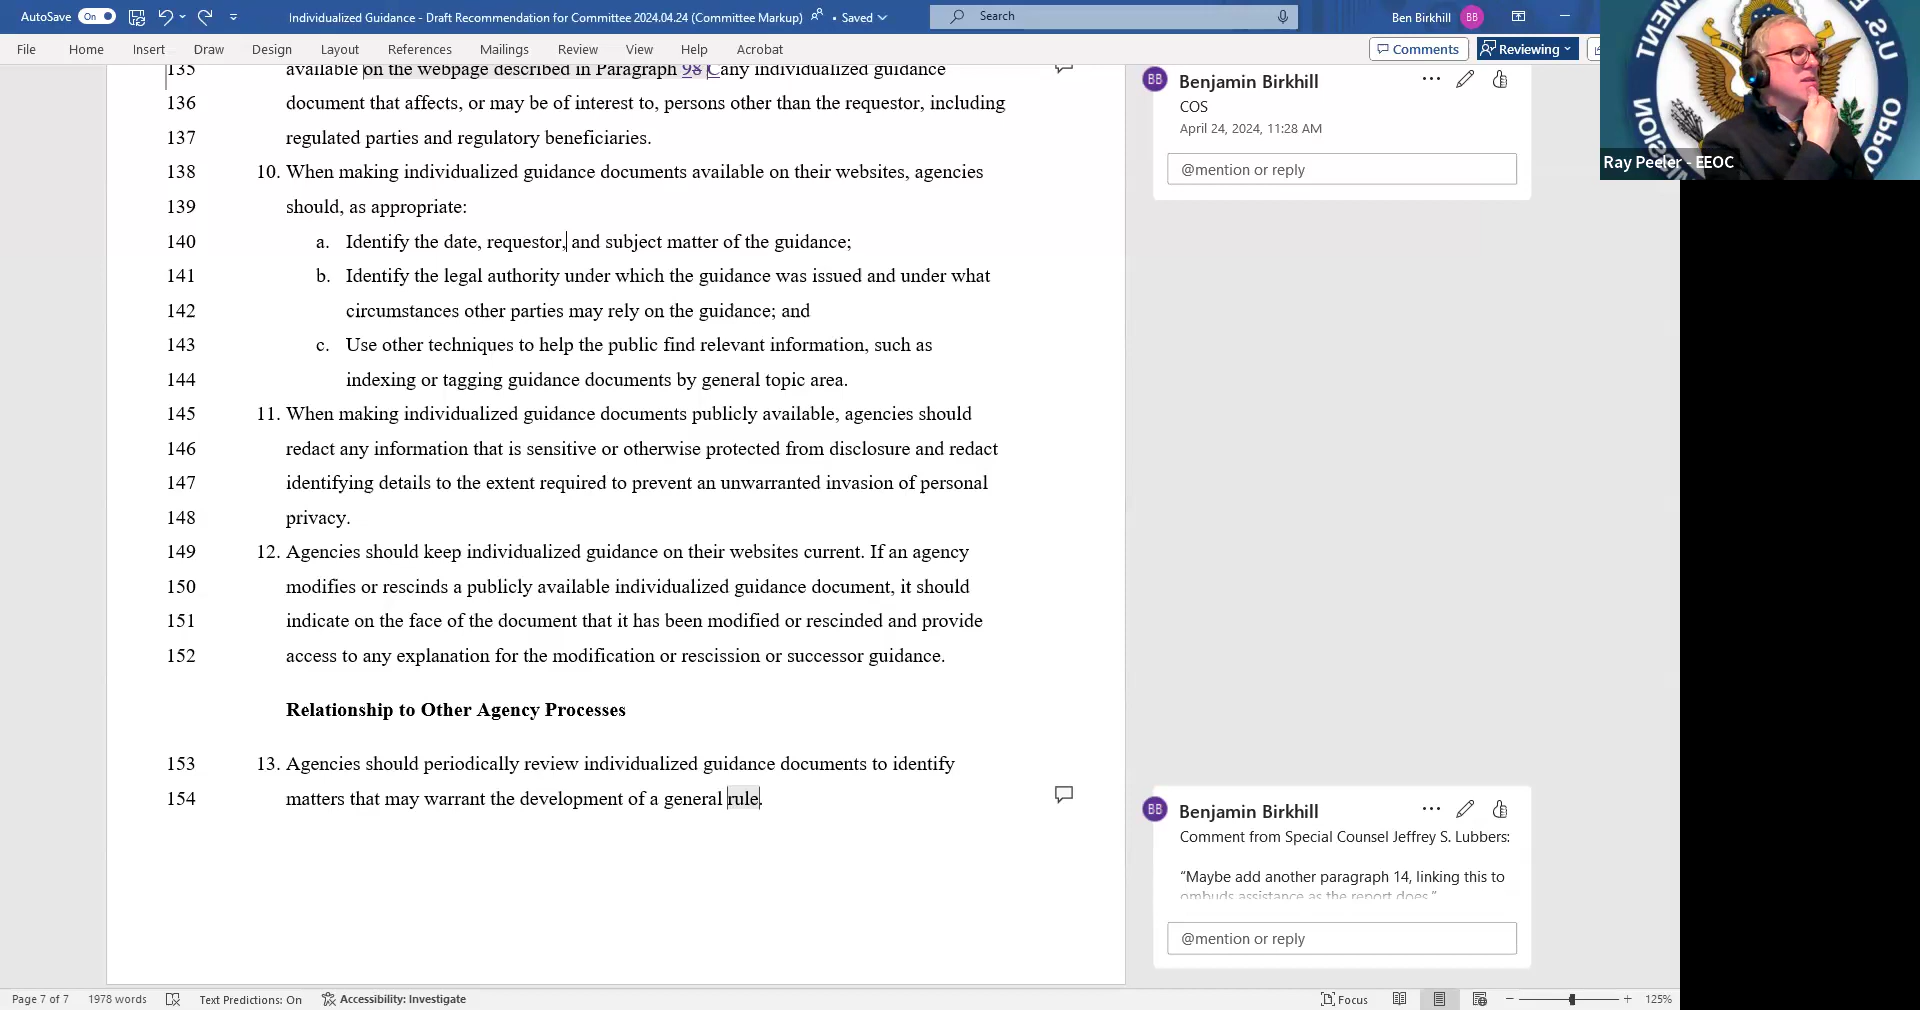 AutoSave On Individualized Guidance - Draft Recommendation for Committee 2024.04.24 (Committee Markup) • Saved Search Ben Birkhill BB
File Home Insert Draw Design Layout References Mailings Review View Help Acrobat Comments Reviewing
135 available on the webpage described in Paragraph 98 Cany individualized guidance
136 document that affects, or may be of interest to, persons other than the requestor, including
137 regulated parties and regulatory beneficiaries.
138 10. When making individualized guidance documents available on their websites, agencies
139 should, as appropriate:
140 a. Identify the date, requestor, and subject matter of the guidance;
141 b. Identify the legal authority under which the guidance was issued and under what
142 circumstances other parties may rely on the guidance; and
143 c. Use other techniques to help the public find relevant information, such as
144 indexing or tagging guidance documents by general topic area.
145 11. When making individualized guidance documents publicly available, agencies should
146 redact any information that is sensitive or otherwise protected from disclosure and redact
147 identifying details to the extent required to prevent an unwarranted invasion of personal
148 privacy.
149 12. Agencies should keep individualized guidance on their websites current. If an agency
150 modifies or rescinds a publicly available individualized guidance document, it should
151 indicate on the face of the document that it has been modified or rescinded and provide
152 access to any explanation for the modification or rescission or successor guidance.
Relationship to Other Agency Processes
153 13. Agencies should periodically review individualized guidance documents to identify
154 matters that may warrant the development of a general rule.
BB Benjamin Birkhill
COS
April 24, 2024, 11:28 AM
@mention or reply
BB Benjamin Birkhill
Comment from Special Counsel Jeffrey S. Lubbers:
“Maybe add another paragraph 14, linking this to
ombuds assistance as the report does.”
@mention or reply
Ray Peeler - EEOC
Page 7 of 7 1978 words Text Predictions: On Accessibility: Investigate Focus 125%